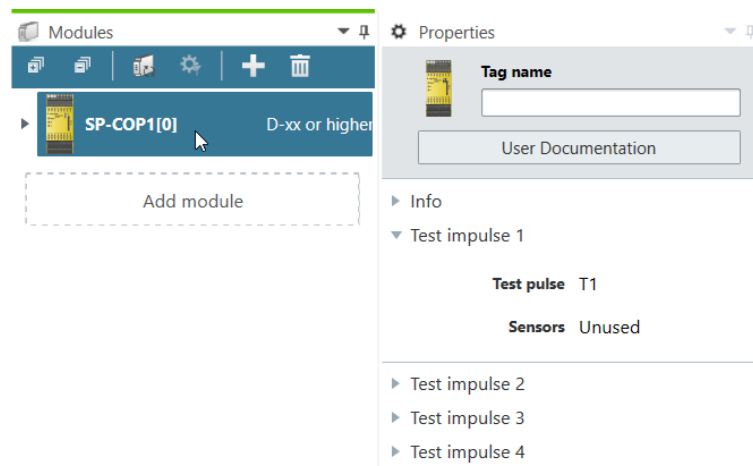 Modules
SP-COP1[0] D-xx or higher
Add module
Properties
Tag name
User Documentation
Info
Test impulse 1
Test pulse T1
Sensors Unused
Test impulse 2
Test impulse 3
Test impulse 4